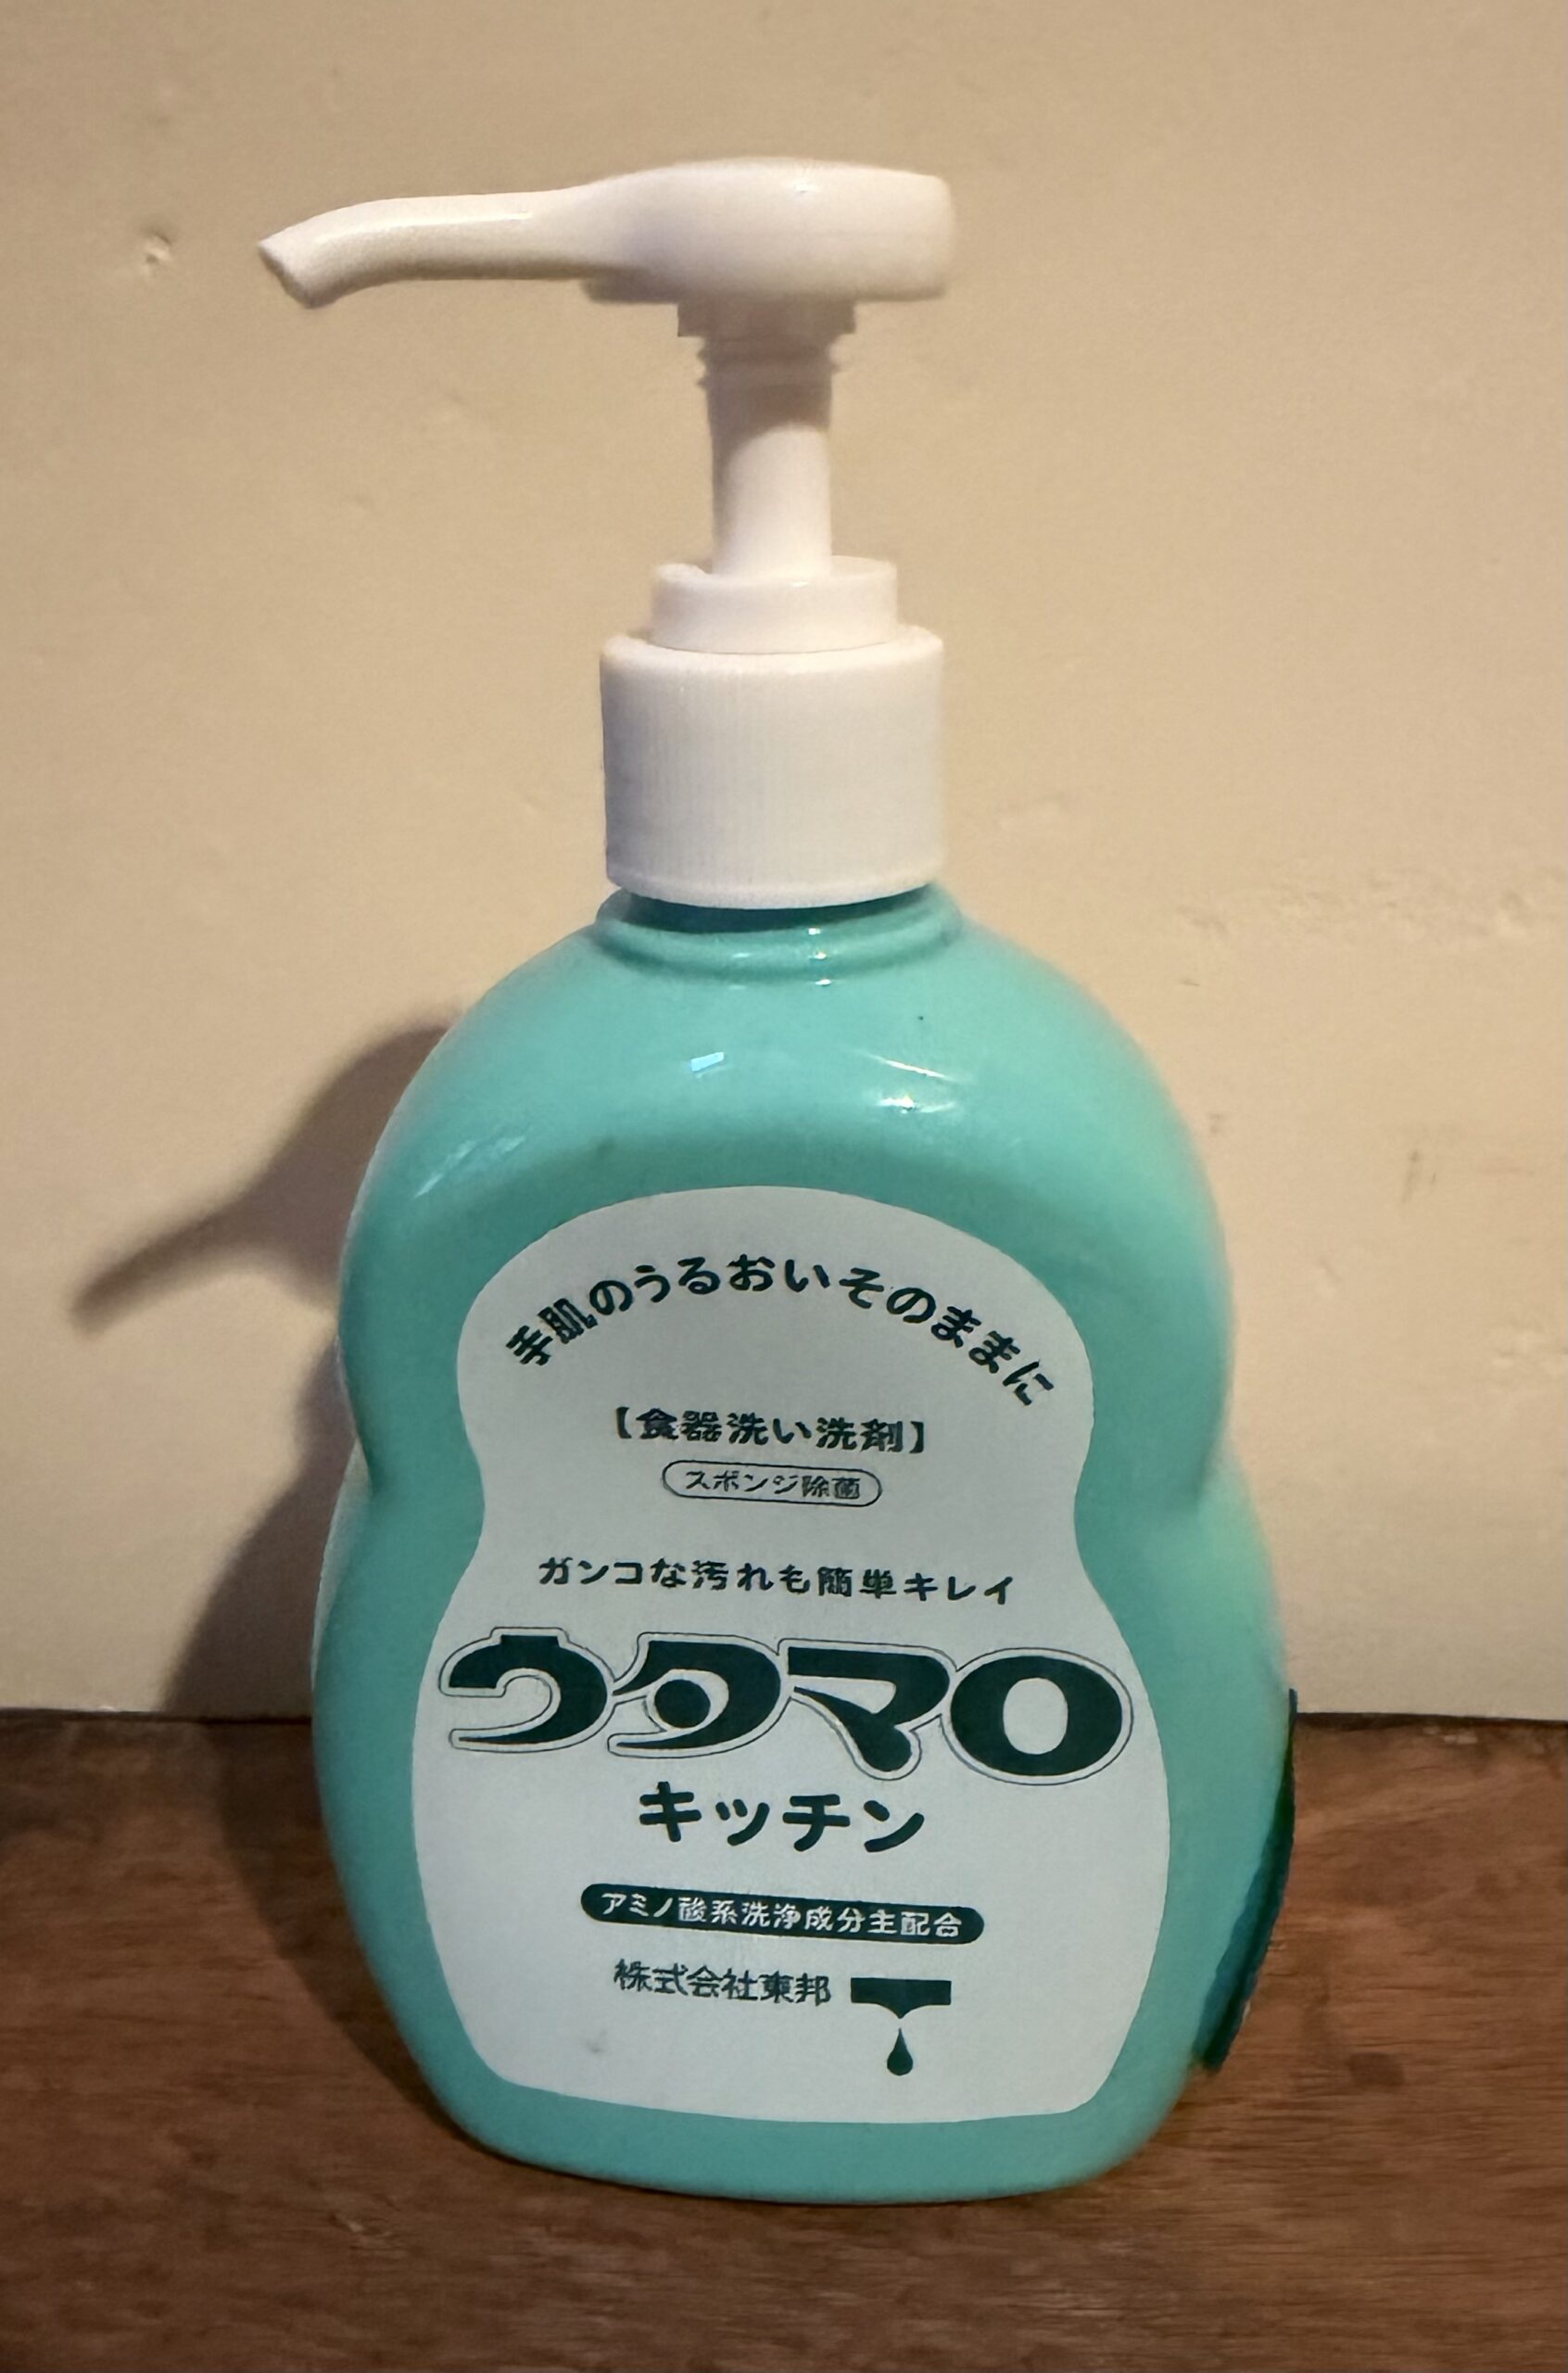 手肌のうるおいそのままに
【食器洗い洗剤】
スポンジ除菌
ガンコな汚れも簡単キレイ
ウタマロ
キッチン
アミノ酸系洗浄成分主配合
株式会社東邦